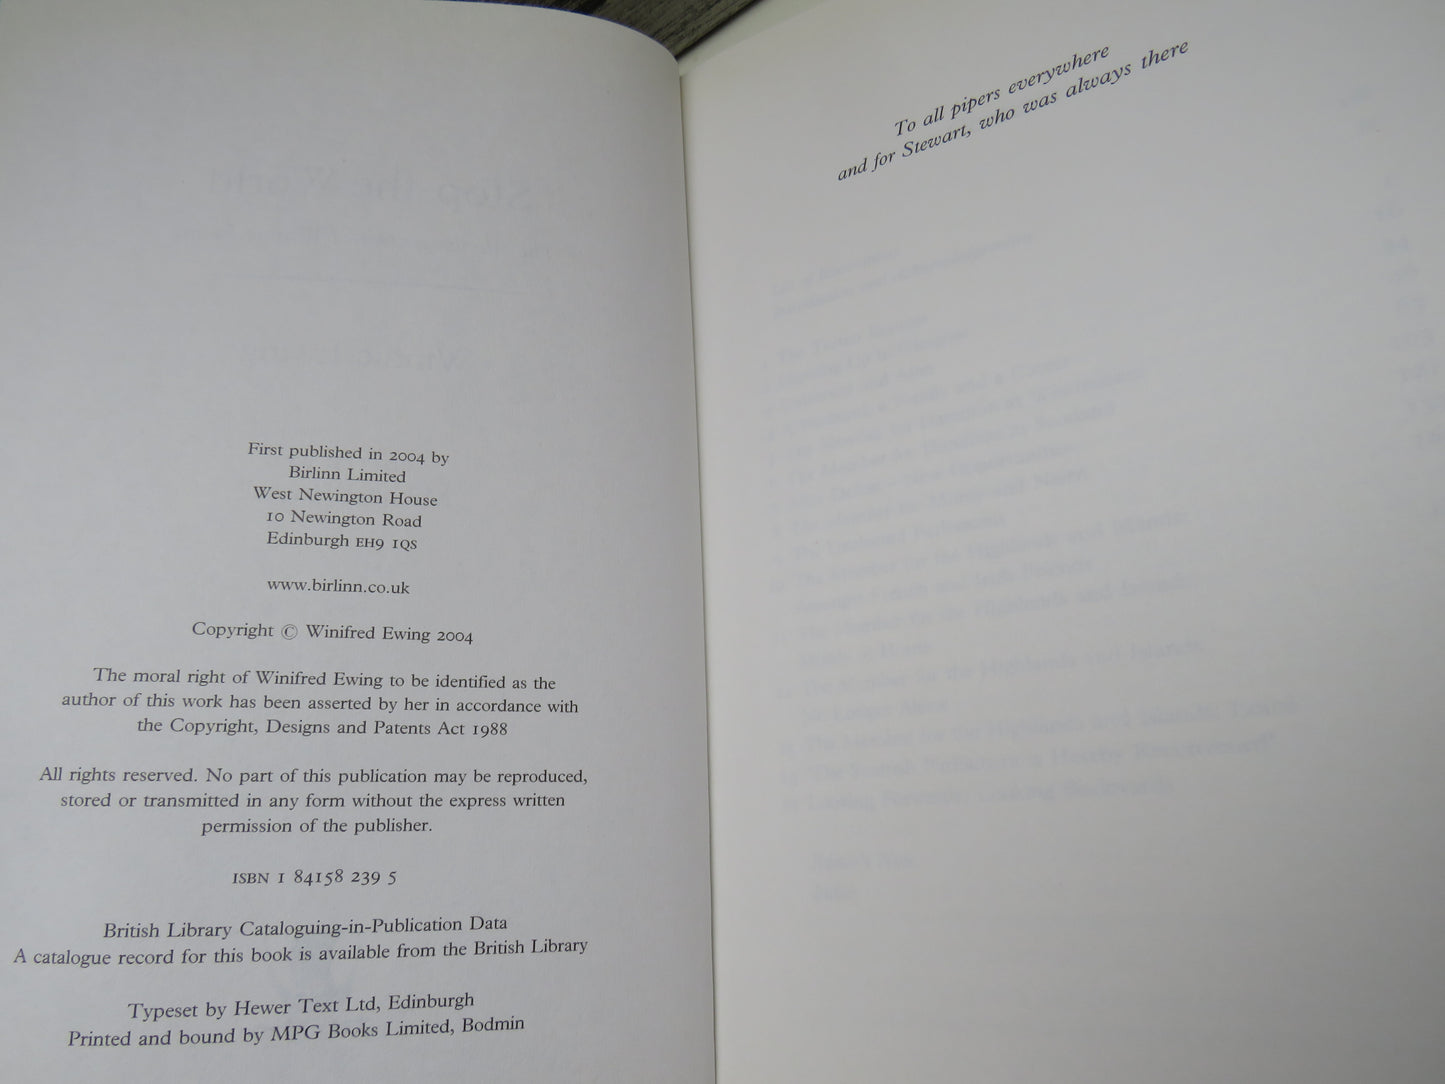 First published in 2004 by
Birlinn Limited
West Newington House
10 Newington Road
Edinburgh EH9 1QS
www.birlinn.co.uk
Copyright © Winifred Ewing 2004
The moral right of Winifred Ewing to be identified as the
author of this work has been asserted by her in accordance with
the Copyright, Designs and Patents Act 1988
All rights reserved. No part of this publication may be reproduced,
stored or transmitted in any form without the express written
permission of the publisher.
ISBN 1 84158 239 5
British Library Cataloguing-in-Publication Data
A catalogue record for this book is available from the British Library
Typeset by Hewer Text Ltd, Edinburgh
Printed and bound by MPG Books Limited, Bodmin
To all pipers everywhere
and for Stewart, who was always there